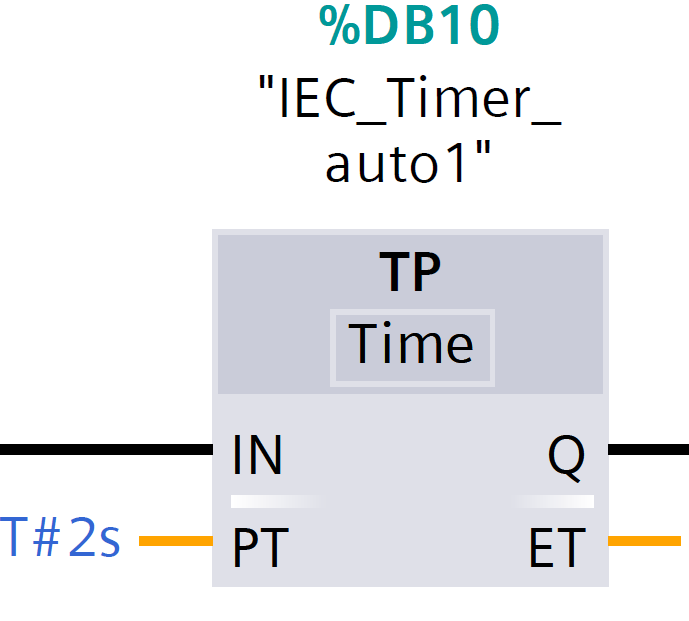 %DB10
"IEC_Timer_
auto1"
TP
Time
IN
Q
T#2s
PT
ET